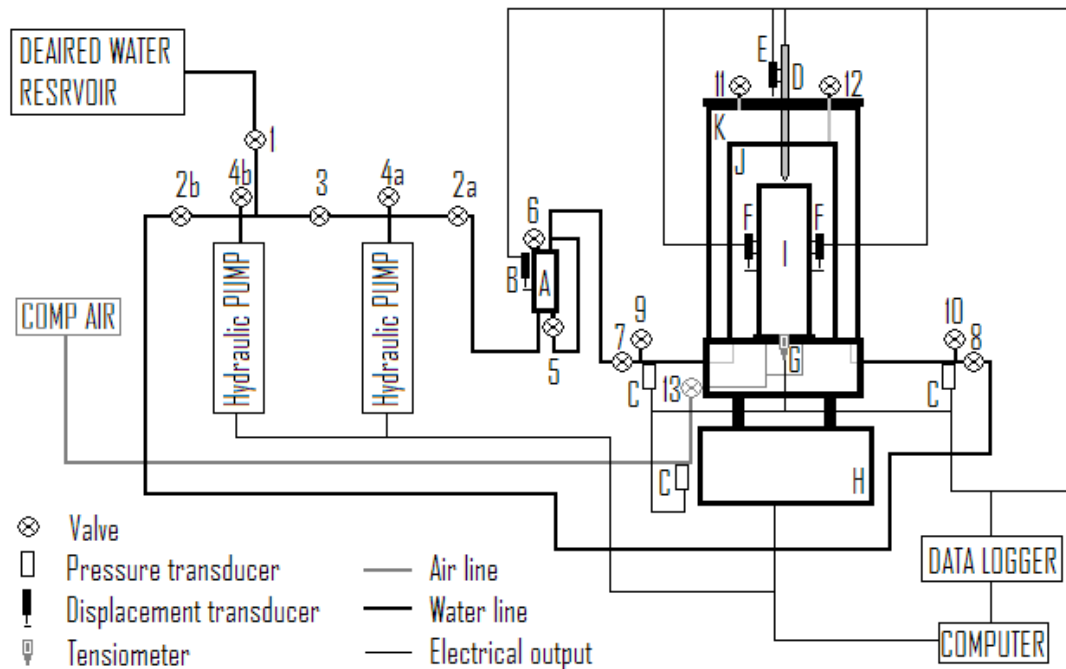 DEAIRED WATER
RESRVOIR
1
2b
4b
3
4a
2a
Hydraulic PUMP
Hydraulic PUMP
COMP AIR
6
B
A
5
7
9
E
D
11
12
K
J
F
F
I
G
10
8
C
13
C
C
H
Valve
Pressure transducer
Displacement transducer
Tensiometer
Air line
Water line
Electrical output
DATA LOGGER
COMPUTER